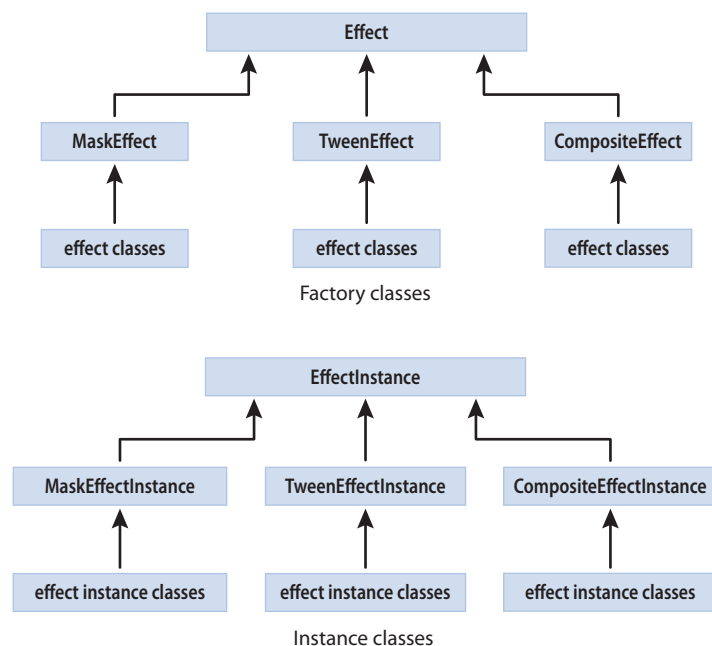 Effect
MaskEffect TweenEffect CompositeEffect
effect classes effect classes effect classes
Factory classes
EffectInstance
MaskEffectInstance TweenEffectInstance CompositeEffectInstance
effect instance classes effect instance classes effect instance classes
Instance classes